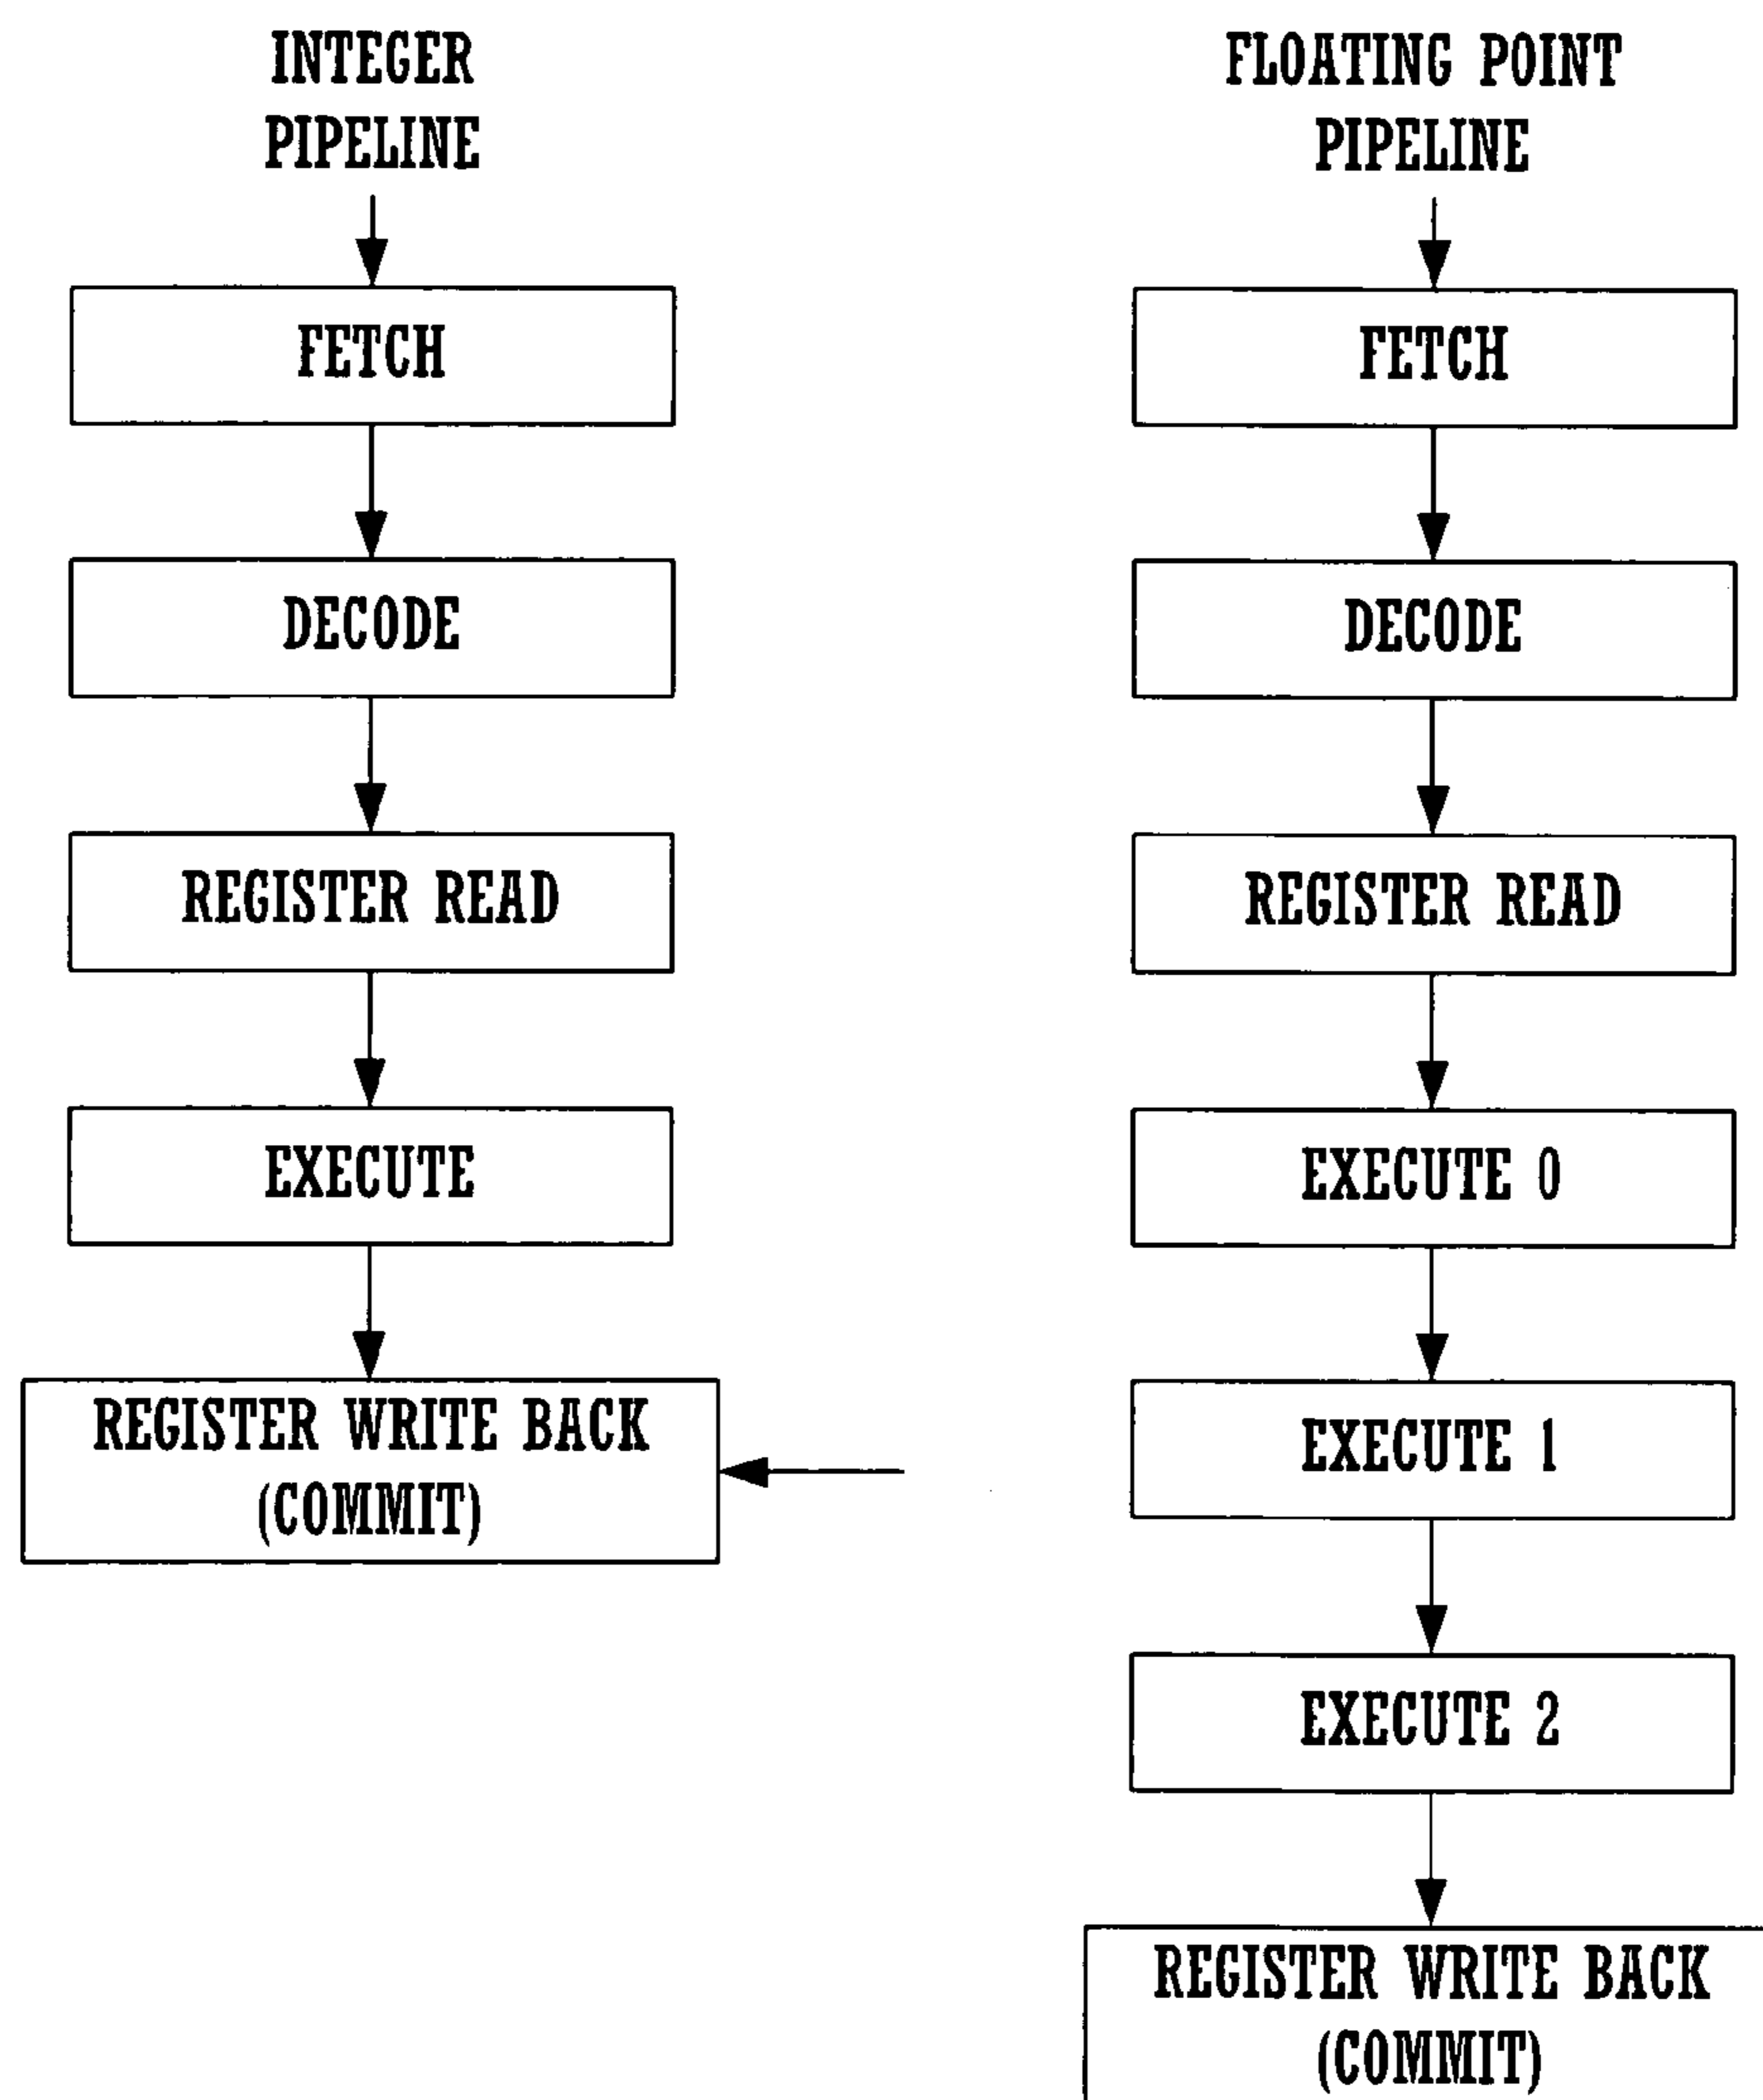 INTEGER
PIPELINE
FETCH
DECODE
REGISTER READ
EXECUTE
REGISTER WRITE BACK
(COMMIT)
FLOATING POINT
PIPELINE
FETCH
DECODE
REGISTER READ
EXECUTE 0
EXECUTE 1
EXECUTE 2
REGISTER WRITE BACK
(COMMIT)